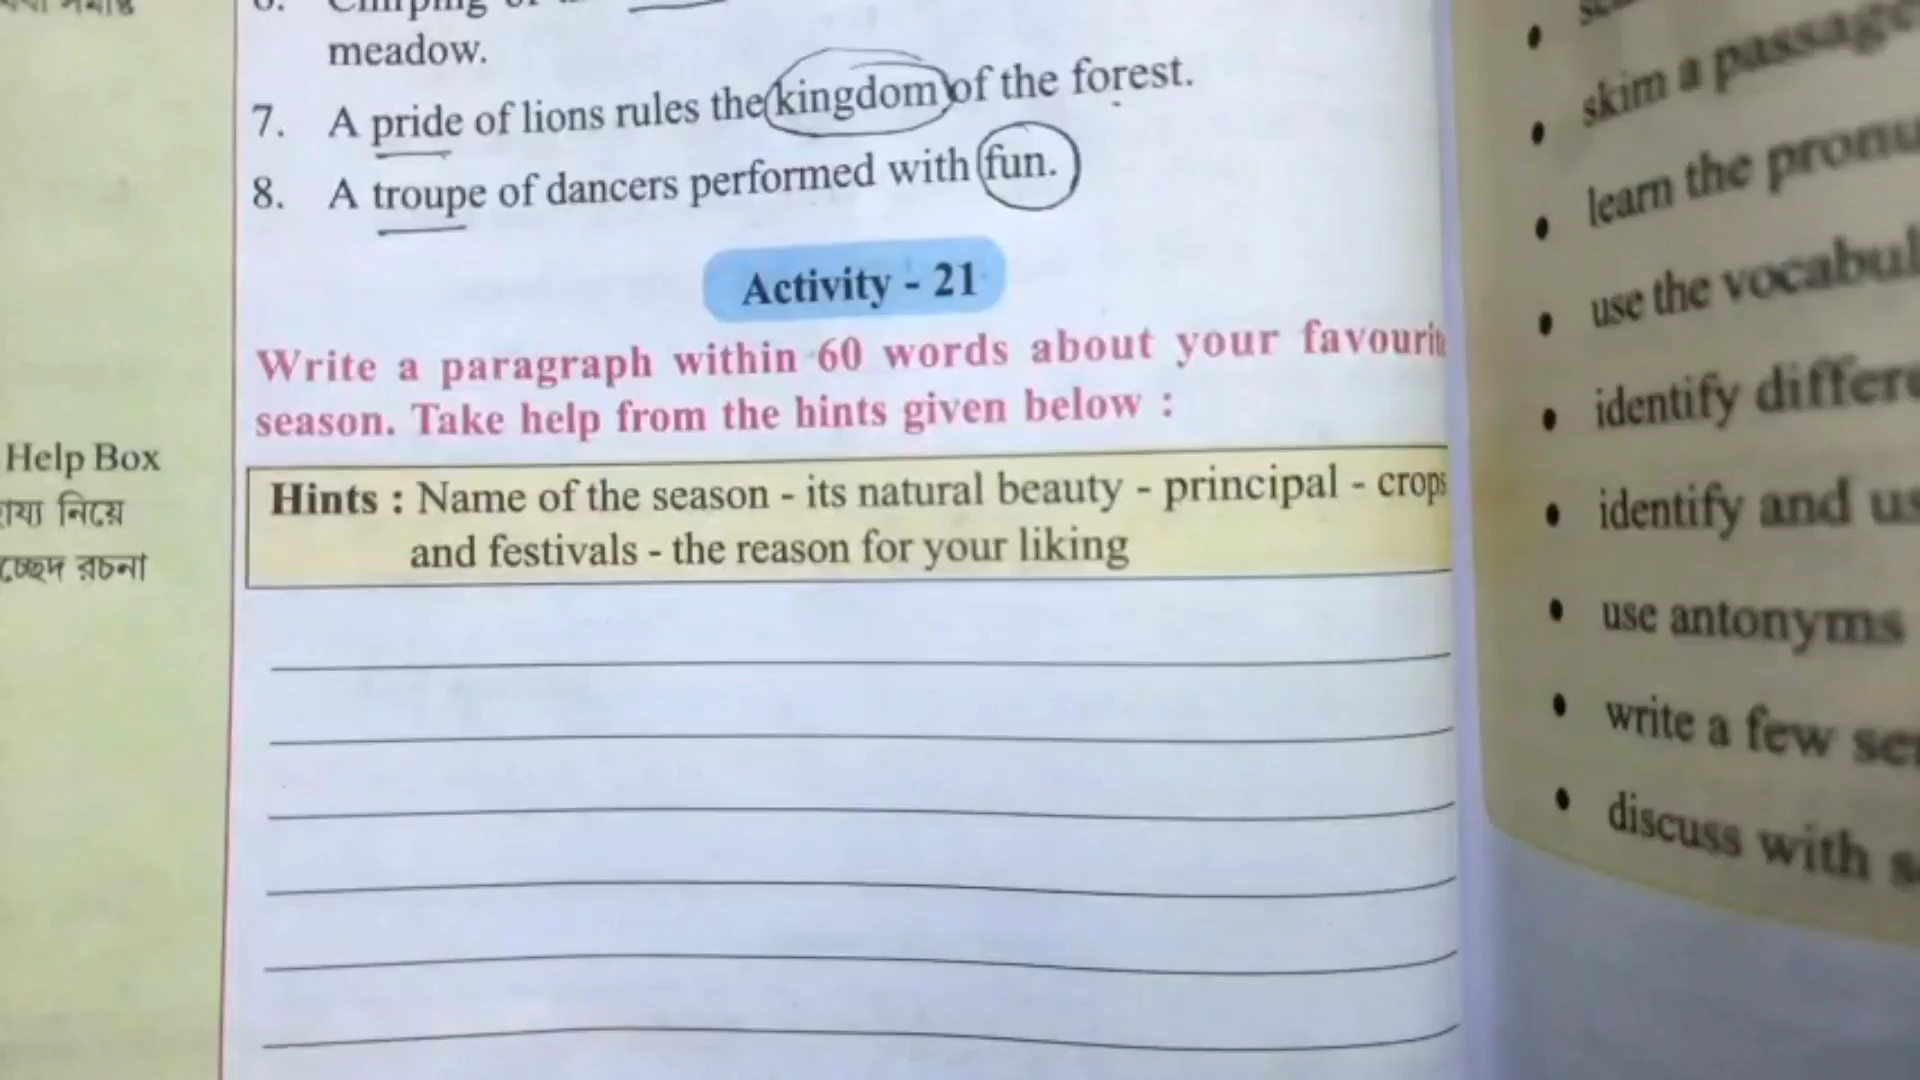 meadow.
7. A pride of lions rules the kingdom of the forest.
8. A troupe of dancers performed with fun.
Activity - 21
Write a paragraph within 60 words about your favourit
season. Take help from the hints given below :
Hints : Name of the season - its natural beauty - principal - crops
and festivals - the reason for your liking
Help Box
নিয়ে
রচনা
skim a passage
learn the
use the
identify
identify and
use antonyms
write a few
discuss with